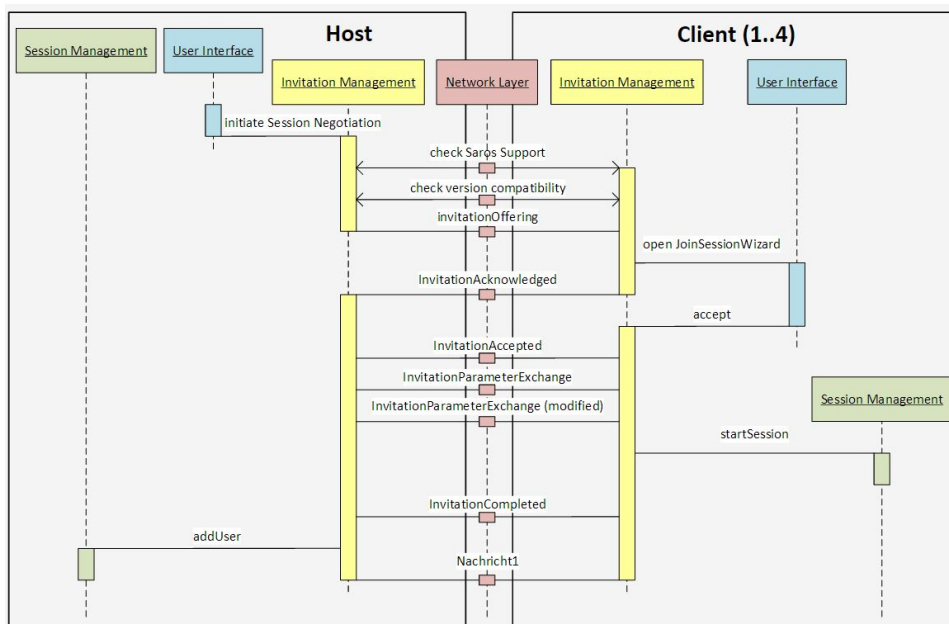 Host
Client (1..4)
Session Management
User Interface
Invitation Management
Network Layer
Invitation Management
User Interface
initiate Session Negotiation
check Saros Support
check version compatibility
invitationOffering
open JoinSessionWizard
InvitationAcknowledged
accept
InvitationAccepted
InvitationParameterExchange
InvitationParameterExchange (modified)
Session Management
startSession
InvitationCompleted
addUser
Nachricht1